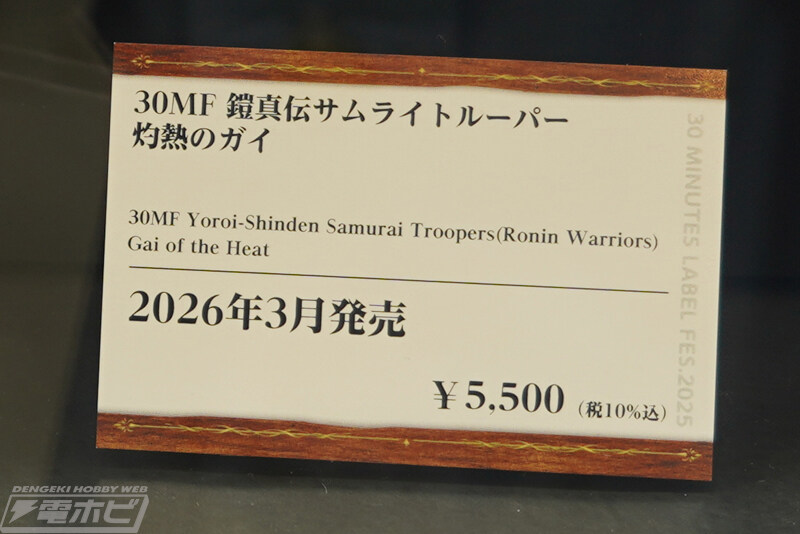 30MF 鎧真伝サムライトルーパー
灼熱のガイ
30MF Yoroi-Shinden Samurai Troopers(Ronin Warriors)
Gai of the Heat
2026年3月発売
¥5,500（税10%込）
30 MINUTES LABEL FES.2025
DENGEKI HOBBY WEB
電ホビ